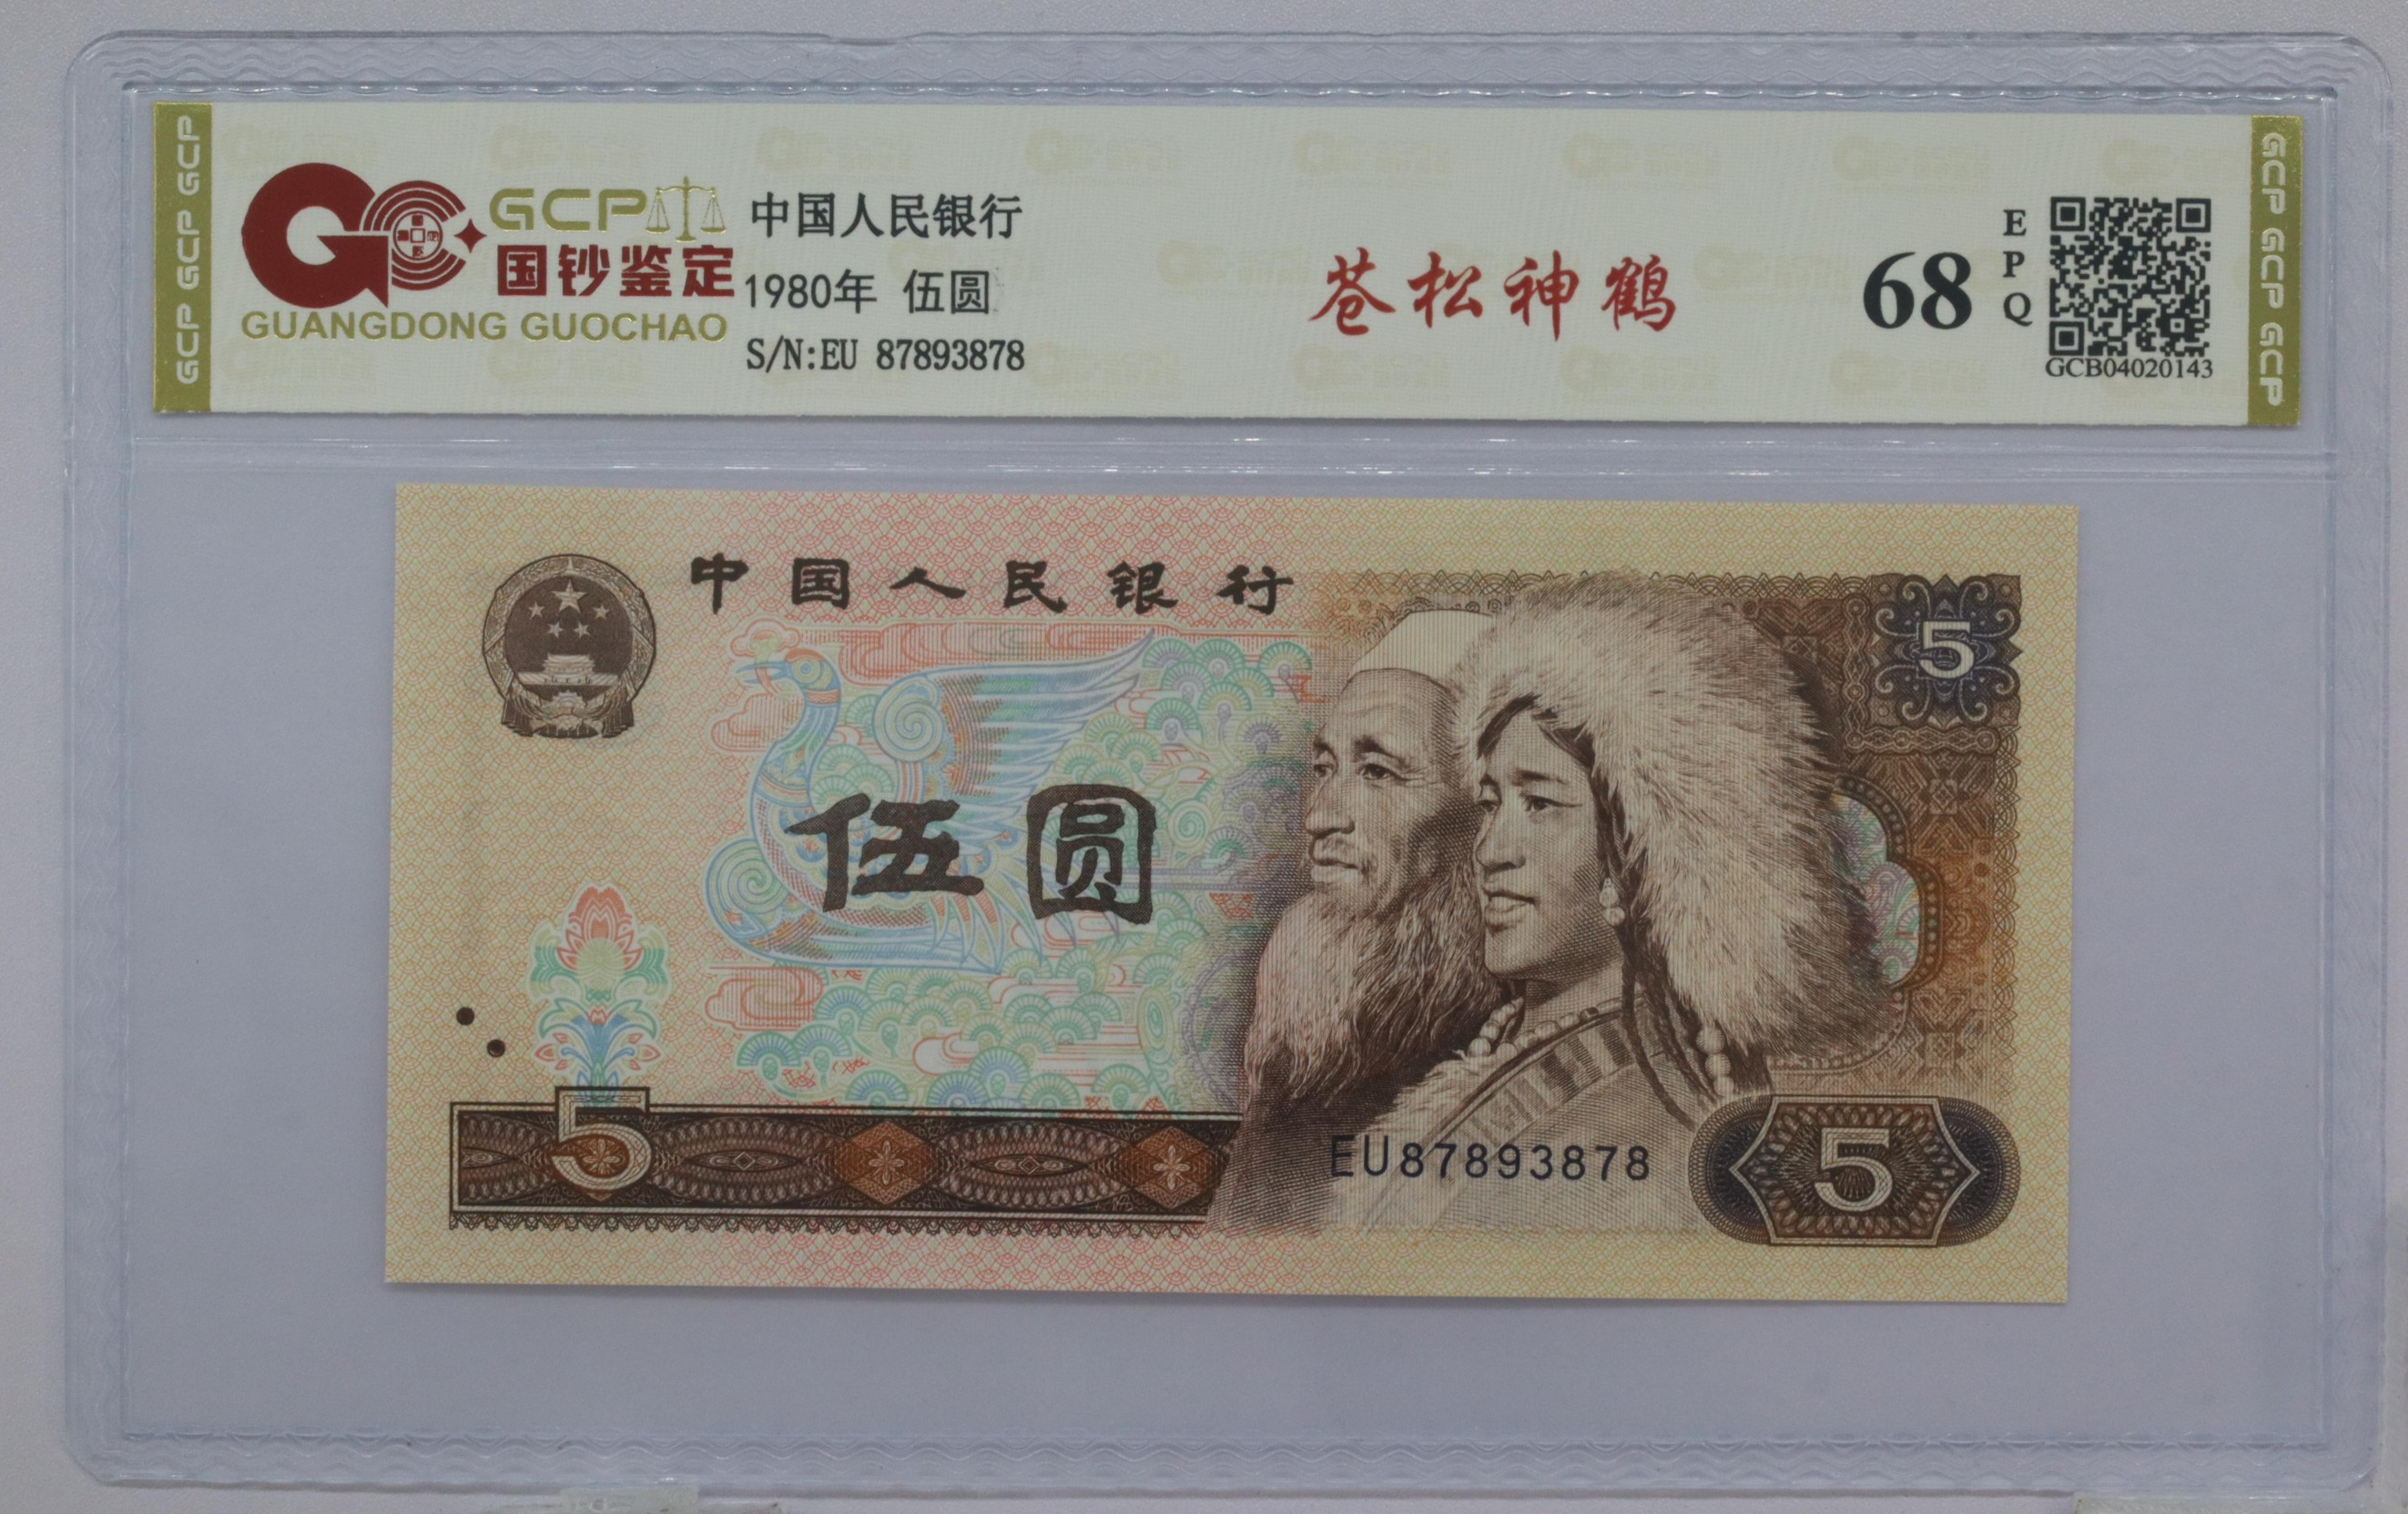 GCP GCP GCP
GCP
国钞鉴定
GUANGDONG GUOCHAO
中国人民银行
1980年 伍圆
S/N:EU 87893878
苍松神鹤
68
EPQ
GCB04020143
GCP GCP GCP
中国人民银行
5
伍圆
5
EU87893878
5